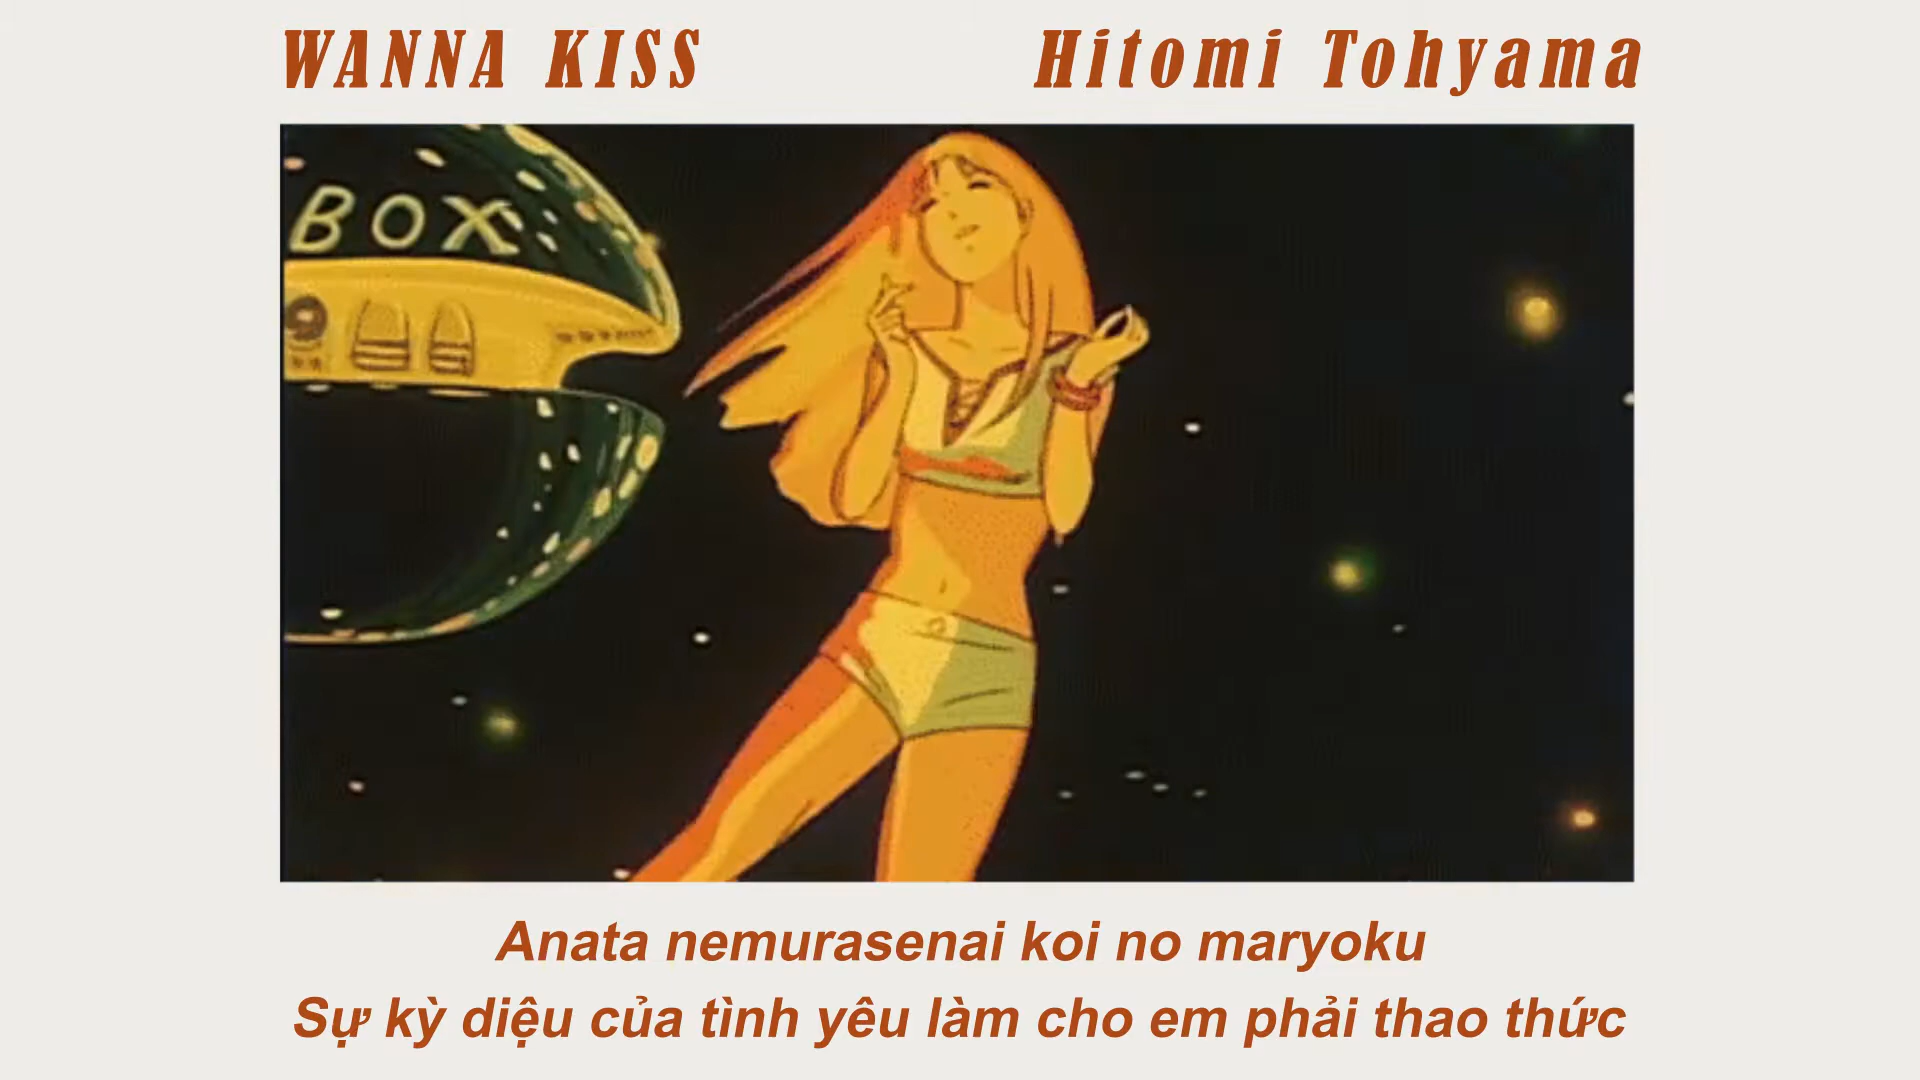 WANNA KISS
Hitomi Tohyama
BOX
Anata nemurasenai koi no maryoku
Sự kỳ diệu của tình yêu làm cho em phải thao thức